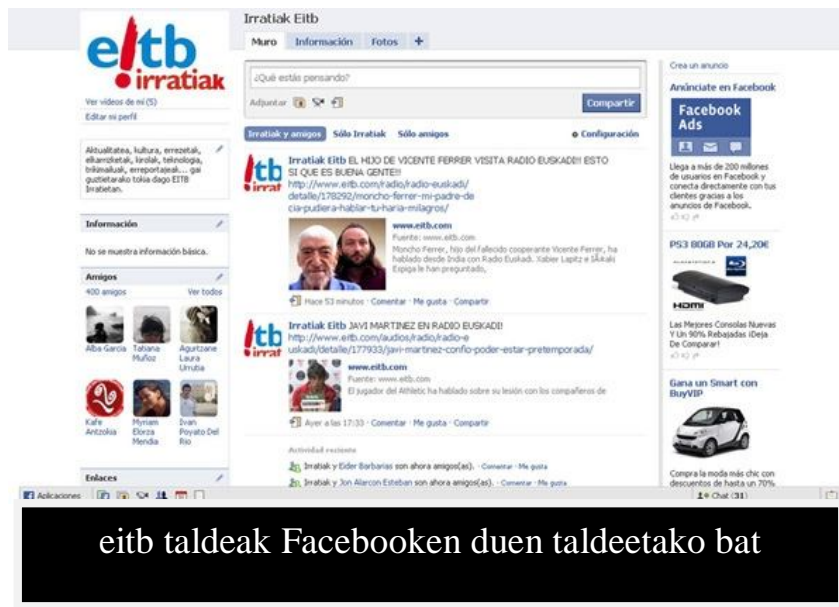 eitb
irratiak
Ver vídeos de mí (5)
Editar mi perfil
Aktualitatea, kultura, errezetak,
elkarrizketak, kirolak, teknologia,
trikimailuak, erreportajeak... gai
guztietarako tokia dago EITB
Irratietan.
Información
No se muestra información básica.
Amigos
400 amigos
Ver todos
Alba Garcia
Tatiana
Muñoz
Agurtzane
Laura
Urrutia
Kafe
Antzokia
Myriam
Elorza
Mendia
Ivan
Poyato Del
Rio
Enlaces
Irratiak Eitb
Muro Información Fotos +
¿Qué estás pensando?
Adjuntar
Compartir
Irratiak y amigos Sólo Irratiak Sólo amigos
Configuración
Irratiak Eitb EL HIJO DE VICENTE FERRER VISITA RADIO EUSKADI!! ESTO
SI QUE ES BUENA GENTE!!
http://www.eitb.com/radio/radio-euskadi/
detalle/178292/moncho-ferrer-mi-padre-de
cia-pudiera-hablar-tu-haria-milagros/
www.eitb.com
Fuente: www.eitb.com
Moncho Ferrer, hijo del fallecido cooperante Vicente Ferrer, ha
hablado desde India con Radio Euskadi. Xabier Lapitz e
Espiga le han preguntado,
Hace 53 minutos · Comentar · Me gusta · Compartir
Irratiak Eitb JAVI MARTINEZ EN RADIO EUSKADI!
http://www.eitb.com/audios/radio/radio-e
uskadi/detalle/177933/javi-martinez-confio-poder-estar-pretemporada/
www.eitb.com
Fuente: www.eitb.com
El jugador del Athletic ha hablado sobre su lesión con los compañeros de
Ayer a las 17:33 · Comentar · Me gusta · Compartir
Actividad reciente
Irratiak y Eider Barbarias son ahora amigos(as). · Comentar · Me gusta
Irratiak y Jon Alarcon Esteban son ahora amigos(as). · Comentar · Me gusta
Crea un anuncio
Anúnciate en Facebook
Facebook
Ads
Llega a más de 200 millones
de usuarios en Facebook y
conecta directamente con tus
clientes gracias a los
anuncios de Facebook.
PS3 80GB Por 24,20€
HDMI
Las Mejores Consolas Nuevas
Y Un 90% Rebajadas ¡Deja
De Comparar!
Gana un Smart con
BuyVIP
Compra la moda más chic con
descuentos de hasta un 70%
Aplicaciones
Chat (31)
eitb taldeak Facebooken duen taldeetako bat